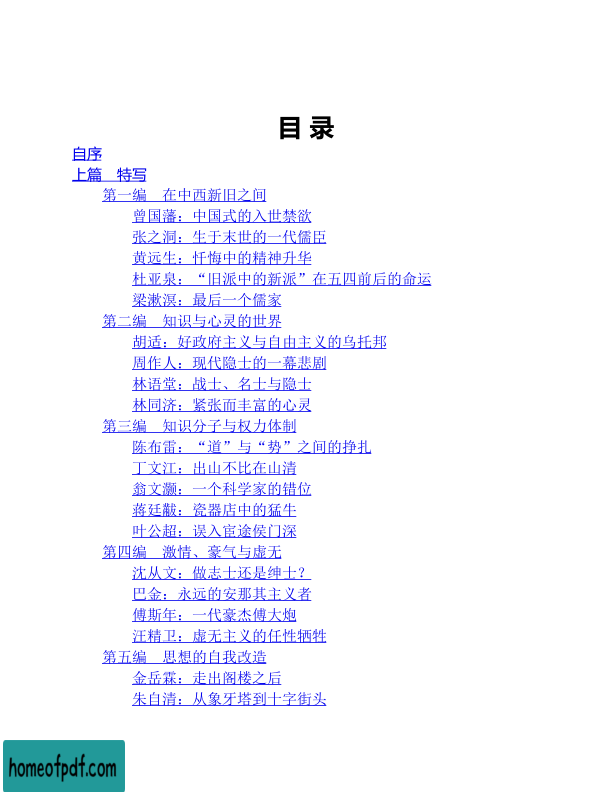 目 录
自序
上篇　特写
第一编　在中西新旧之间
曾国藩：中国式的入世禁欲
张之洞：生于末世的一代儒臣
黄远生：忏悔中的精神升华
杜亚泉：“旧派中的新派”在五四前后的命运
梁漱溟：最后一个儒家
第二编　知识与心灵的世界
胡适：好政府主义与自由主义的乌托邦
周作人：现代隐士的一幕悲剧
林语堂：战士、名士与隐士
林同济：紧张而丰富的心灵
第三编　知识分子与权力体制
陈布雷：“道”与“势”之间的挣扎
丁文江：出山不比在山清
翁文灏：一个科学家的错位
蒋廷黻：瓷器店中的猛牛
叶公超：误入宦途侯门深
第四编　激情、豪气与虚无
沈从文：做志士还是绅士？
巴金：永远的安那其主义者
傅斯年：一代豪杰傅大炮
汪精卫：虚无主义的任性牺牲
第五编　思想的自我改造
金岳霖：走出阁楼之后
朱自清：从象牙塔到十字街头
homeofpdf.com